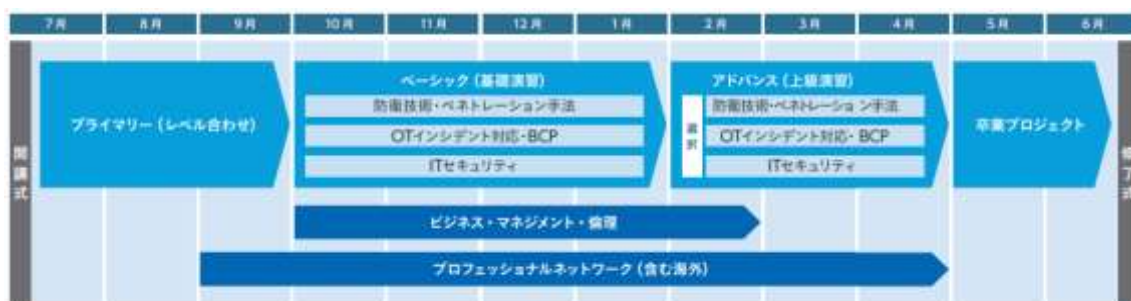 7月 8月 9月 10月 11月 12月 1月 2月 3月 4月 5月 6月
開講式
プライマリー（レベル合わせ）
ベーシック（基礎演習）
防衛技術・ペネトレーション手法
OTインシデント対応・BCP
ITセキュリティ
アドバンス（上級演習）
選択
防衛技術・ペネトレーション手法
OTインシデント対応・BCP
ITセキュリティ
卒業プロジェクト
修了式
ビジネス・マネジメント・倫理
プロフェッショナルネットワーク（含む海外）